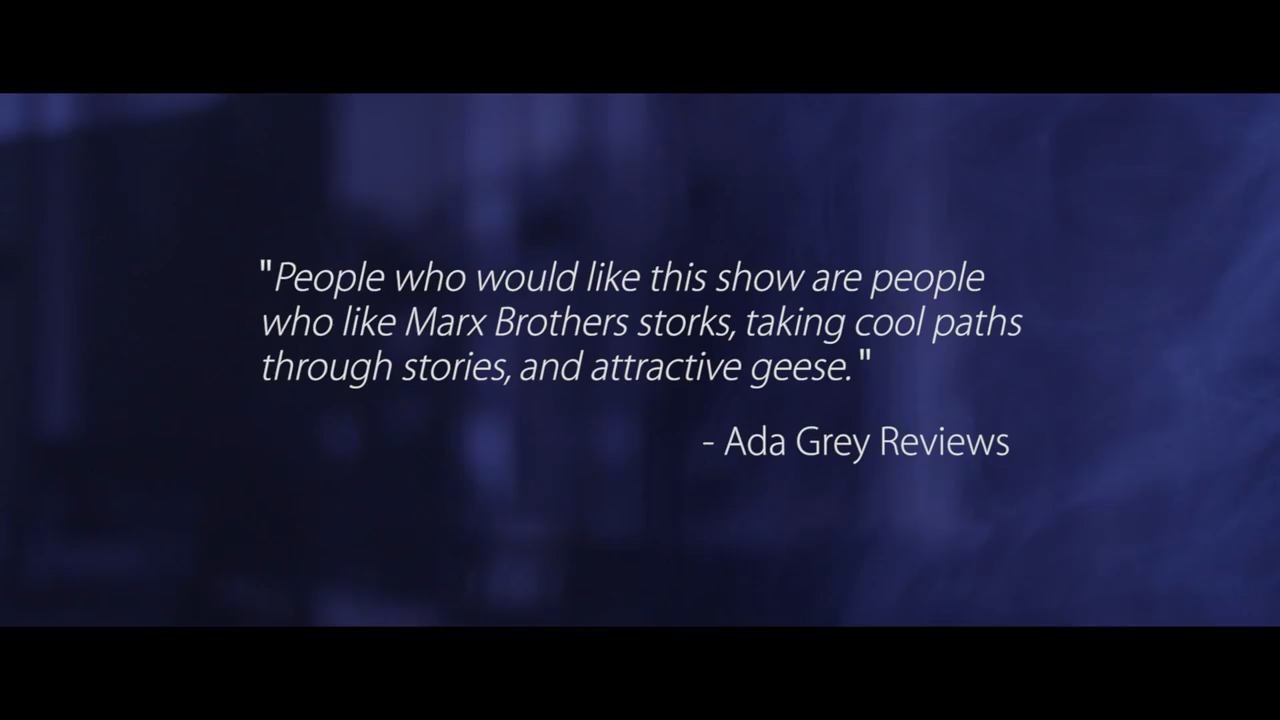 "People who would like this show are people
who like Marx Brothers storks, taking cool paths
through stories, and attractive geese."
- Ada Grey Reviews